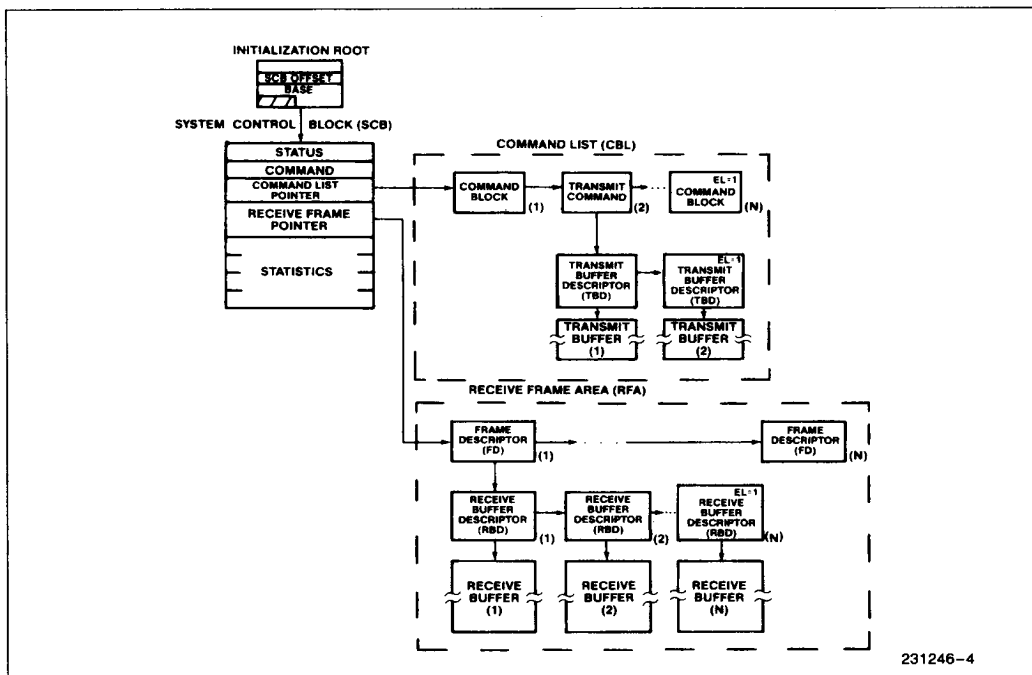 INITIALIZATION ROOT
SCB OFFSET
BASE
SYSTEM CONTROL BLOCK (SCB)
STATUS
COMMAND
COMMAND LIST
POINTER
RECEIVE FRAME
POINTER
STATISTICS
COMMAND LIST (CBL)
COMMAND
BLOCK
(1)
TRANSMIT
COMMAND
(2)
EL=1
COMMAND
BLOCK
(N)
TRANSMIT
BUFFER
DESCRIPTOR
(TBD)
EL=1
TRANSMIT
BUFFER
DESCRIPTOR
(TBD)
TRANSMIT
BUFFER
(1)
TRANSMIT
BUFFER
(2)
RECEIVE FRAME AREA (RFA)
FRAME
DESCRIPTOR
(FD)
(1)
FRAME
DESCRIPTOR
(FD)
(N)
RECEIVE
BUFFER
DESCRIPTOR
(RBD)
(1)
RECEIVE
BUFFER
DESCRIPTOR
(RBD)
(2)
EL=1
RECEIVE
BUFFER
DESCRIPTOR
(RBD)
(N)
RECEIVE
BUFFER
(1)
RECEIVE
BUFFER
(2)
RECEIVE
BUFFER
(N)
231246-4